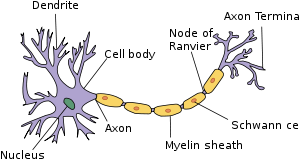 Dendrite
Axon Termina
Node of
Ranvier
Cell body
Axon
Schwann ce
Myelin sheath
Nucleus